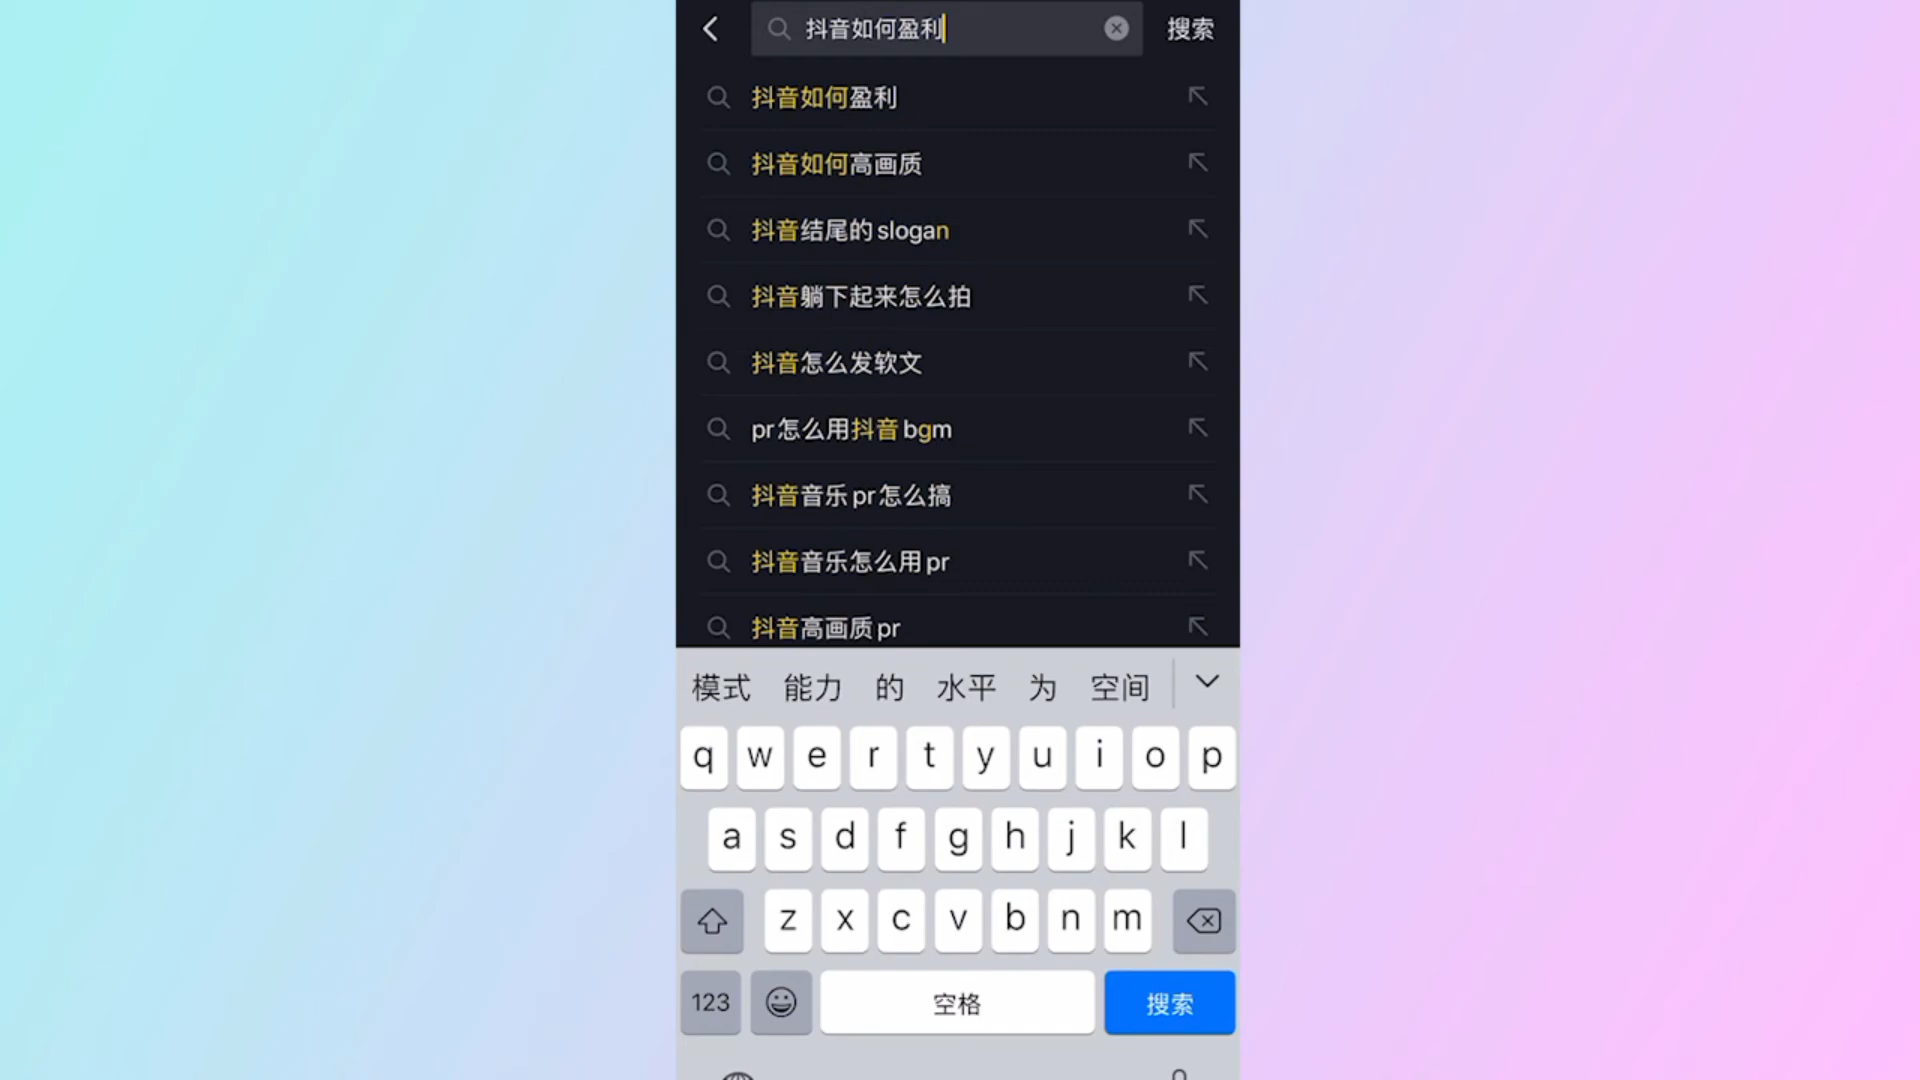 抖音如何盈利 搜索
抖音如何盈利
抖音如何高画质
抖音结尾的slogan
抖音躺下起来怎么拍
抖音怎么发软文
pr怎么用抖音bgm
抖音音乐pr怎么搞
抖音音乐怎么用pr
抖音高画质pr
模式 能力 的 水平 为 空间
q w e r t y u i o p
a s d f g h j k l
z x c v b n m
123 空格 搜索